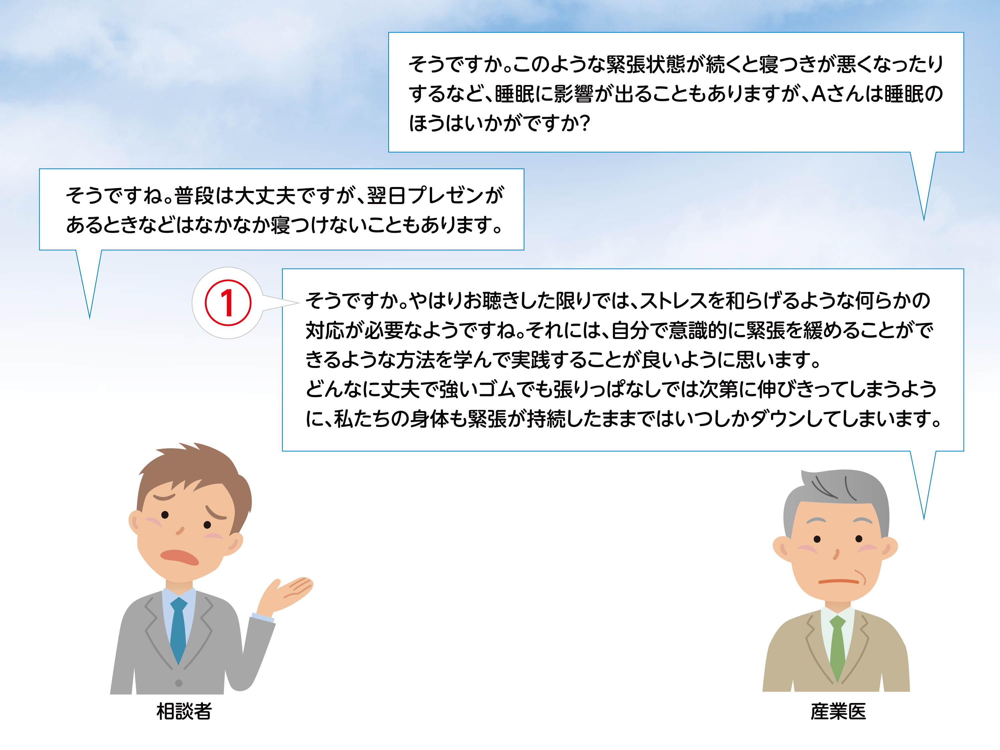 そうですか。このような緊張状態が続くと寝つきが悪くなったり
するなど、睡眠に影響が出ることもありますが、Aさんは睡眠の
ほうはいかがですか?
そうですね。普段は大丈夫ですが、翌日プレゼンが
あるときなどはなかなか寝つけないこともあります。
①
そうですか。やはりお聴きした限りでは、ストレスを和らげるような何らかの
対応が必要なようですね。それには、自分で意識的に緊張を緩めることがで
きるような方法を学んで実践することが良いように思います。
どんなに丈夫で強いゴムでも張りっぱなしでは次第に伸びきってしまうよう
に、私たちの身体も緊張が持続したままではいつしかダウンしてしまいます。
相談者
産業医